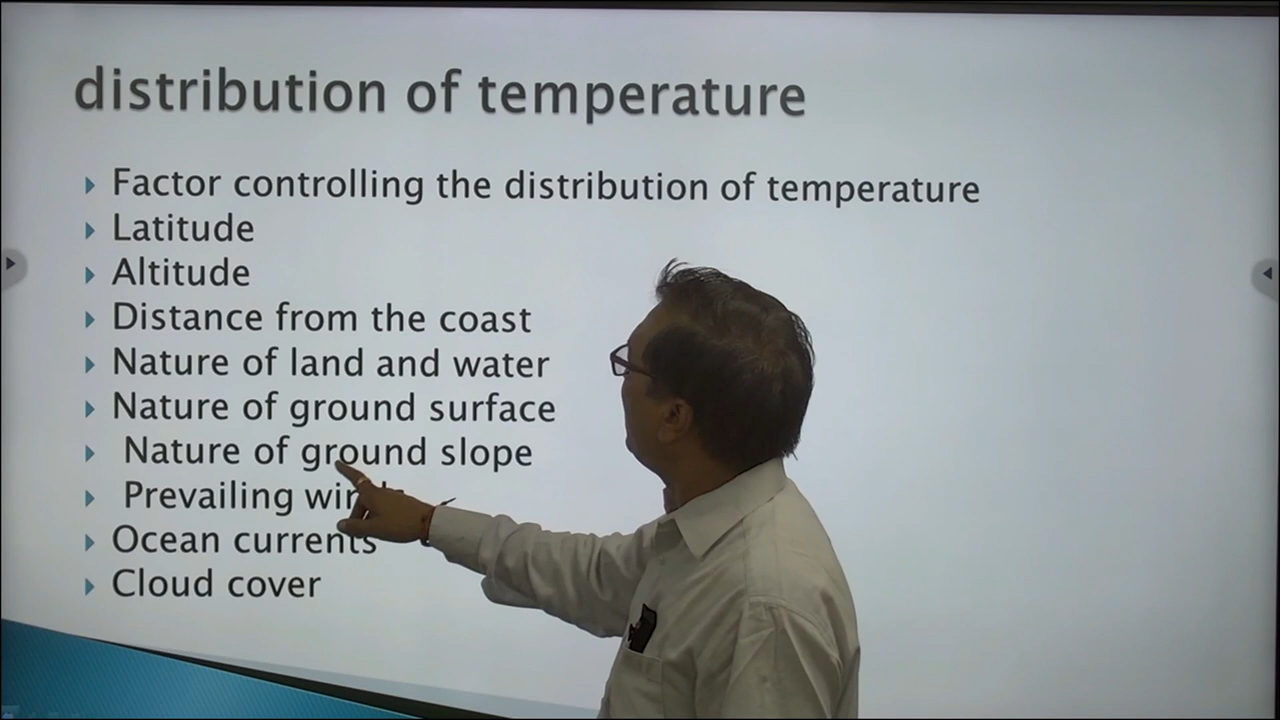 distribution of temperature
Factor controlling the distribution of temperature
Latitude
Altitude
Distance from the coast
Nature of land and water
Nature of ground surface
Nature of ground slope
Prevailing
Ocean currents
Cloud cover